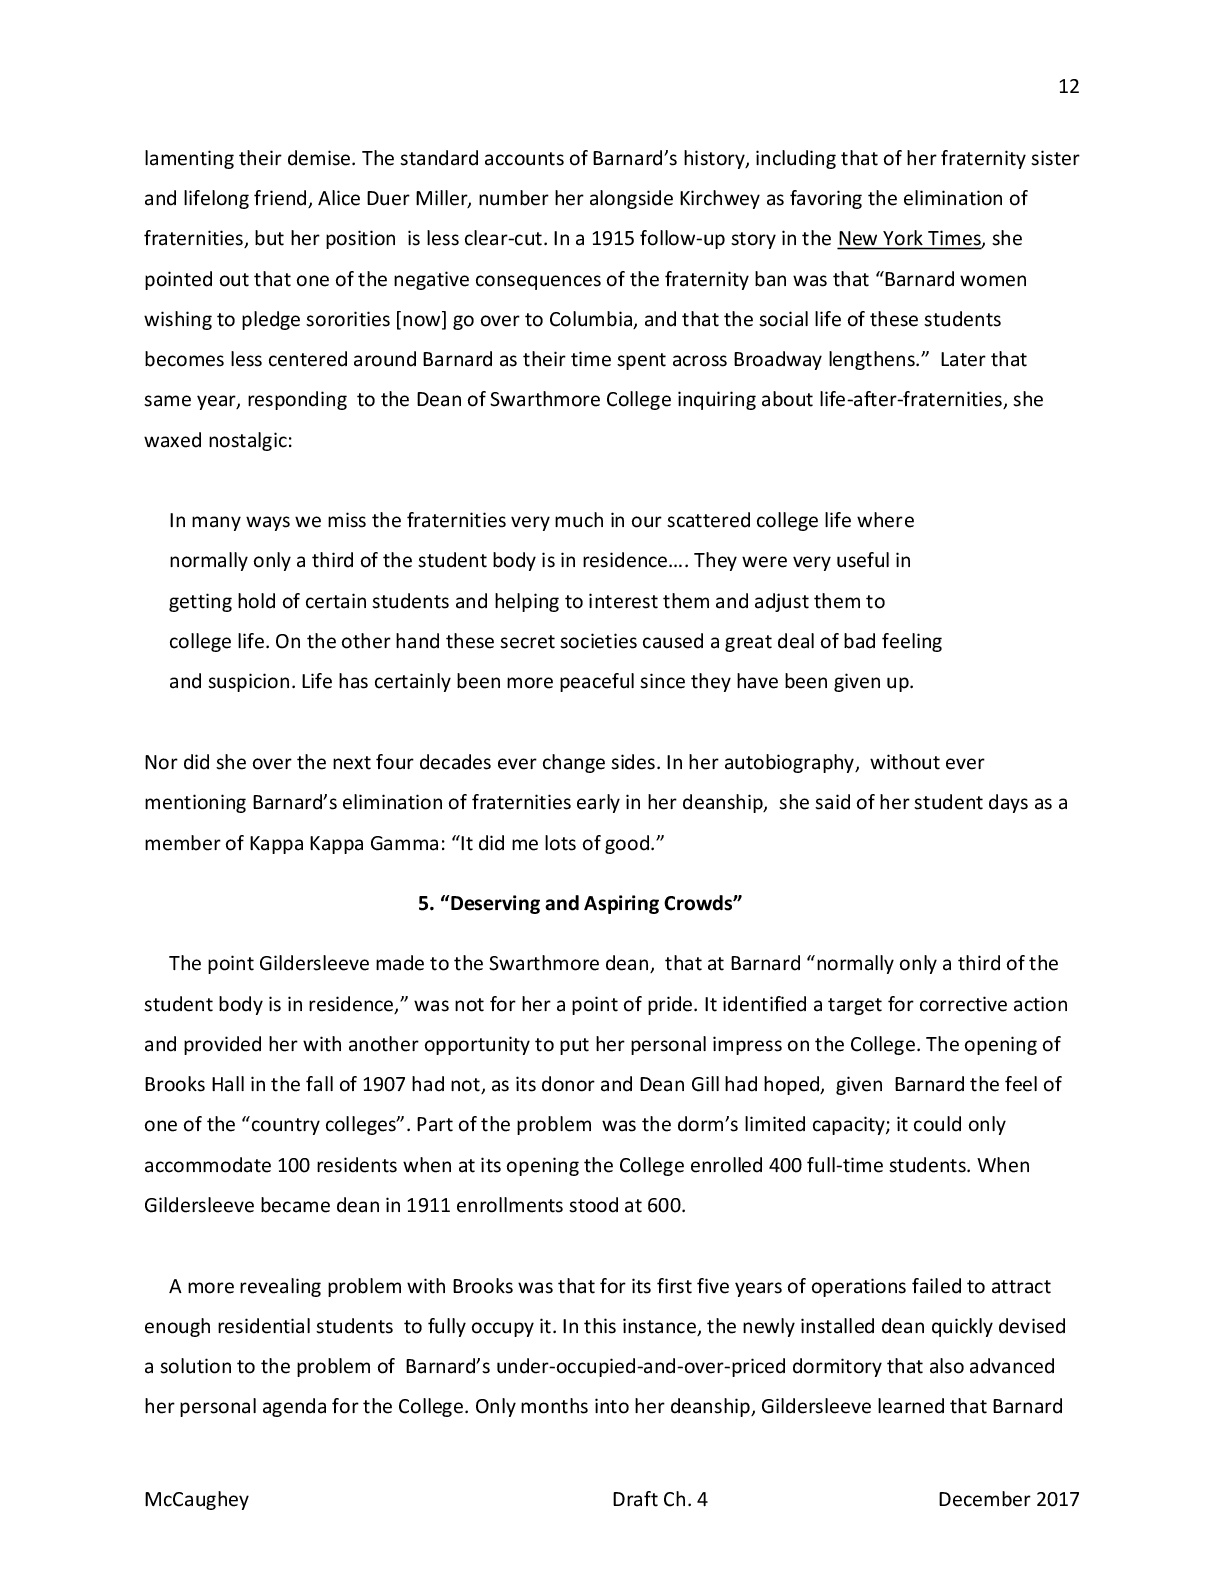 12
lamenting their demise. The standard accounts of Barnard’s history, including that of her fraternity sister
and lifelong friend, Alice Duer Miller, number her alongside Kirchwey as favoring the elimination of
fraternities, but her position  is less clear-cut. In a 1915 follow-up story in the New York Times, she
pointed out that one of the negative consequences of the fraternity ban was that “Barnard women
wishing to pledge sororities [now] go over to Columbia, and that the social life of these students
becomes less centered around Barnard as their time spent across Broadway lengthens.”  Later that
same year, responding  to the Dean of Swarthmore College inquiring about life-after-fraternities, she
waxed nostalgic:
In many ways we miss the fraternities very much in our scattered college life where
normally only a third of the student body is in residence…. They were very useful in
getting hold of certain students and helping to interest them and adjust them to
college life. On the other hand these secret societies caused a great deal of bad feeling
and suspicion. Life has certainly been more peaceful since they have been given up.
Nor did she over the next four decades ever change sides. In her autobiography,  without ever
mentioning Barnard’s elimination of fraternities early in her deanship,  she said of her student days as a
member of Kappa Kappa Gamma: “It did me lots of good.”
5. “Deserving and Aspiring Crowds”
The point Gildersleeve made to the Swarthmore dean,  that at Barnard “normally only a third of the
student body is in residence,” was not for her a point of pride. It identified a target for corrective action
and provided her with another opportunity to put her personal impress on the College. The opening of
Brooks Hall in the fall of 1907 had not, as its donor and Dean Gill had hoped,  given  Barnard the feel of
one of the “country colleges”. Part of the problem  was the dorm’s limited capacity; it could only
accommodate 100 residents when at its opening the College enrolled 400 full-time students. When
Gildersleeve became dean in 1911 enrollments stood at 600.
A more revealing problem with Brooks was that for its first five years of operations failed to attract
enough residential students  to fully occupy it. In this instance, the newly installed dean quickly devised
a solution to the problem of  Barnard’s under-occupied-and-over-priced dormitory that also advanced
her personal agenda for the College. Only months into her deanship, Gildersleeve learned that Barnard
McCaughey Draft Ch. 4 December 2017